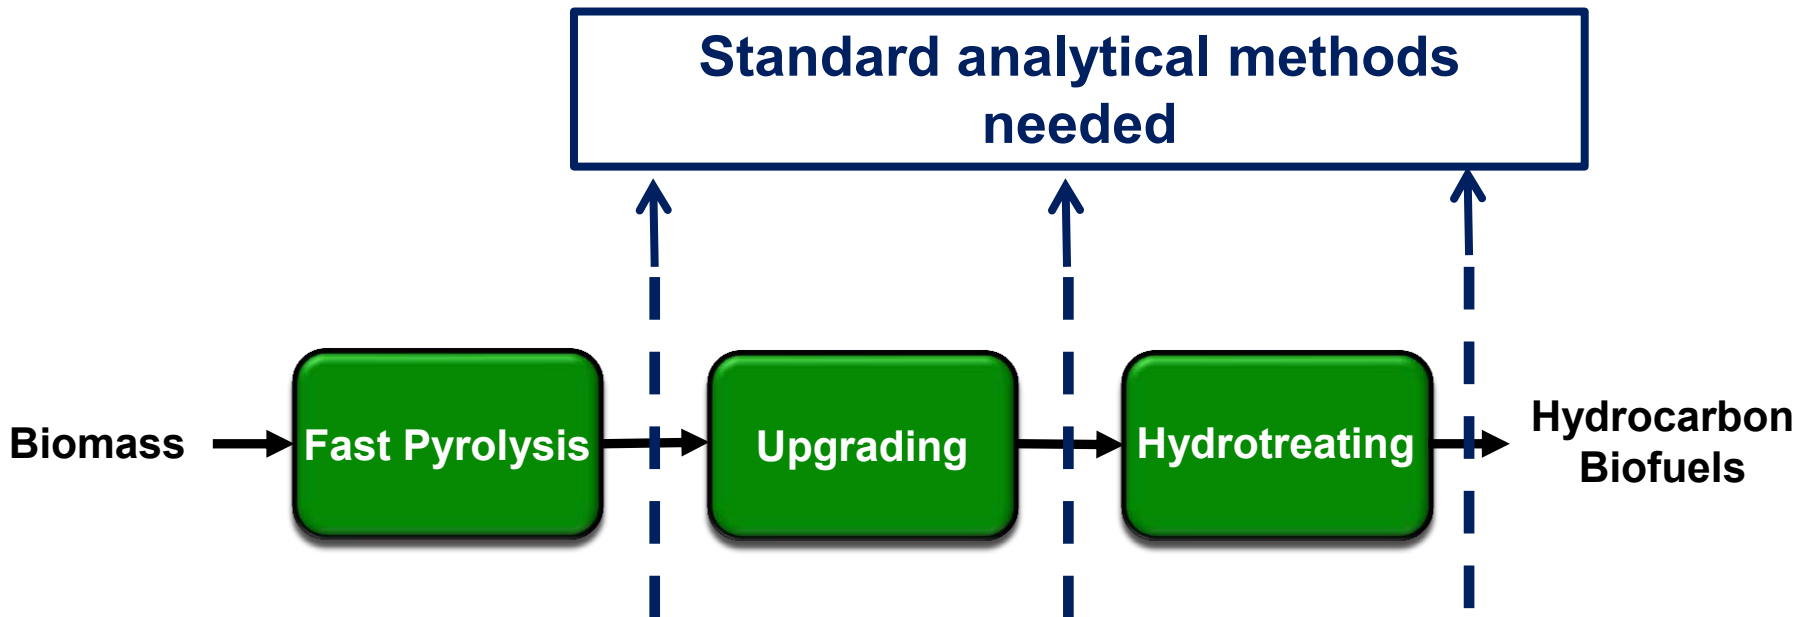 Standard analytical methods
needed
Biomass
Fast Pyrolysis
Upgrading
Hydrotreating
Hydrocarbon
Biofuels